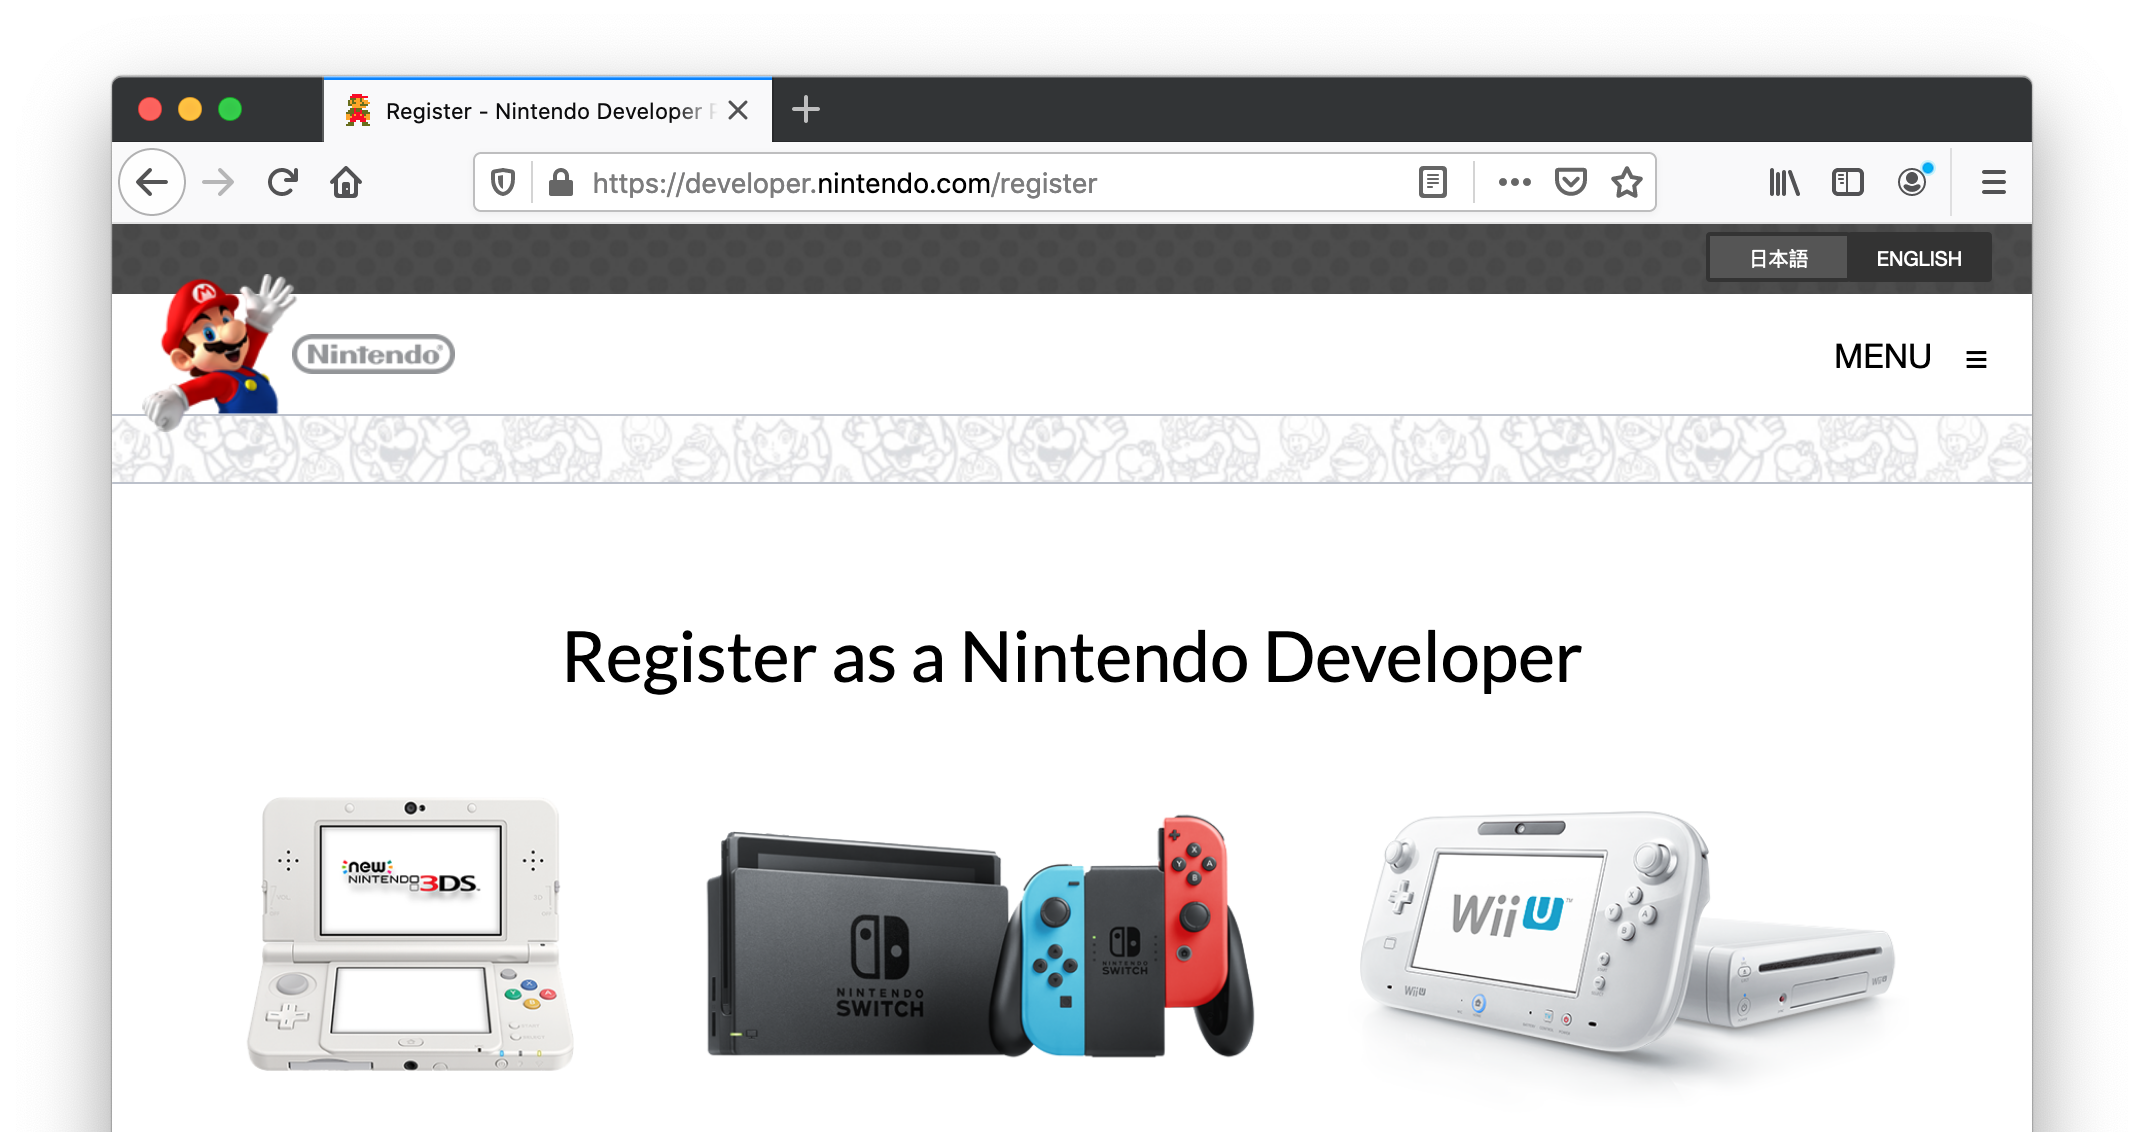 Register - Nintendo Developer
https://developer.nintendo.com/register
日本語 ENGLISH
Nintendo
MENU
Register as a Nintendo Developer
new
NINTENDO 3DS
NINTENDO
SWITCH
NINTENDO
SWITCH
X
Y A
B
Wii U
X
Y A
B
Wii U